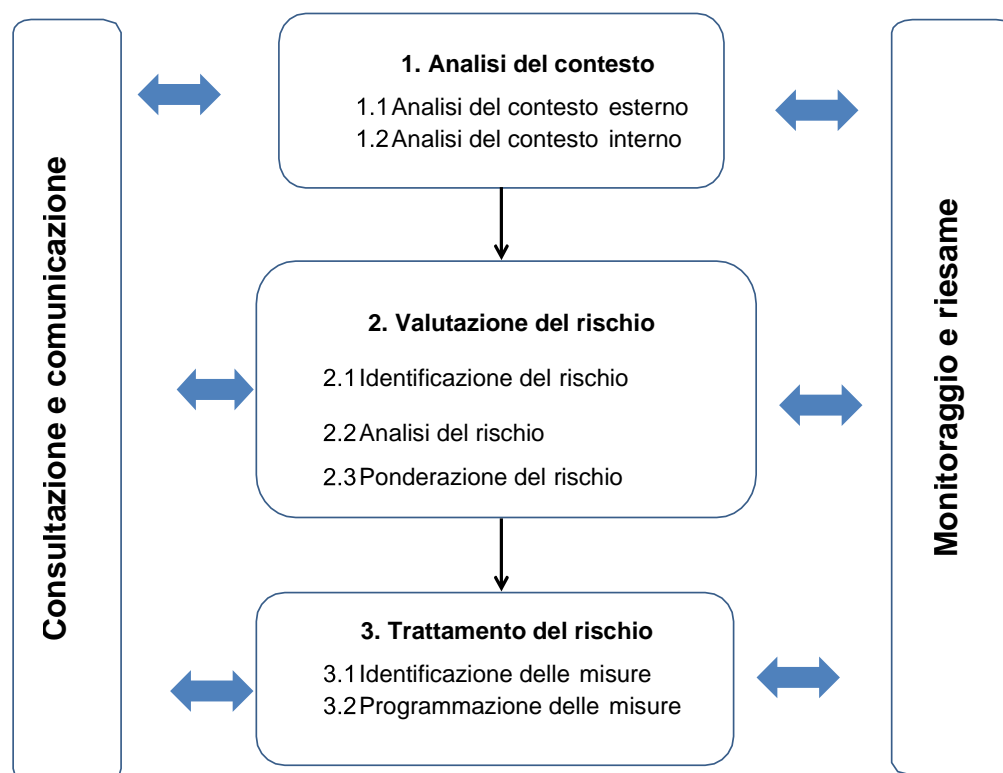 Consultazione e comunicazione
1. Analisi del contesto
1.1 Analisi del contesto esterno
1.2 Analisi del contesto interno
2. Valutazione del rischio
2.1 Identificazione del rischio
2.2 Analisi del rischio
2.3 Ponderazione del rischio
3. Trattamento del rischio
3.1 Identificazione delle misure
3.2 Programmazione delle misure
Monitoraggio e riesame